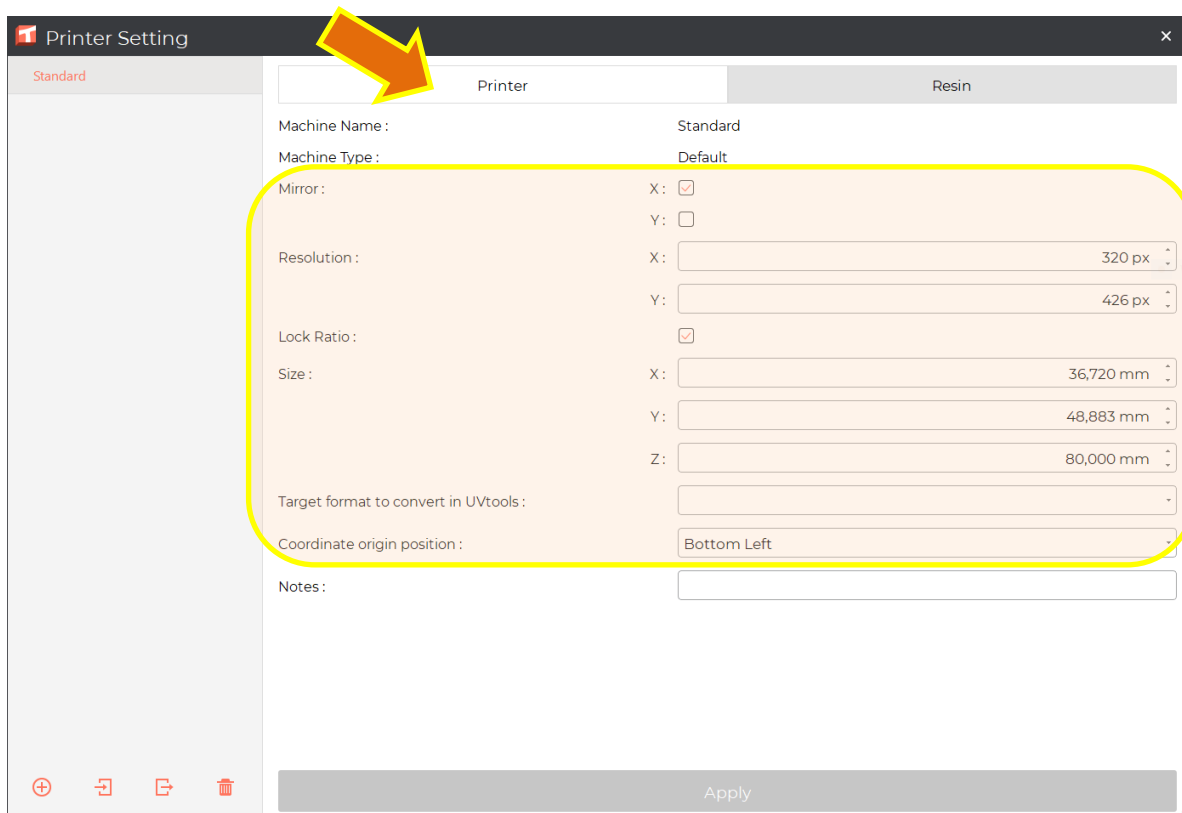 Printer Setting
Standard
Printer Resin
Machine Name : Standard
Machine Type : Default
Mirror : X :
Y :
Resolution : X : 320 px
Y : 426 px
Lock Ratio :
Size : X : 36,720 mm
Y : 48,883 mm
Z : 80,000 mm
Target format to convert in UVtools :
Coordinate origin position : Bottom Left
Notes :
Apply